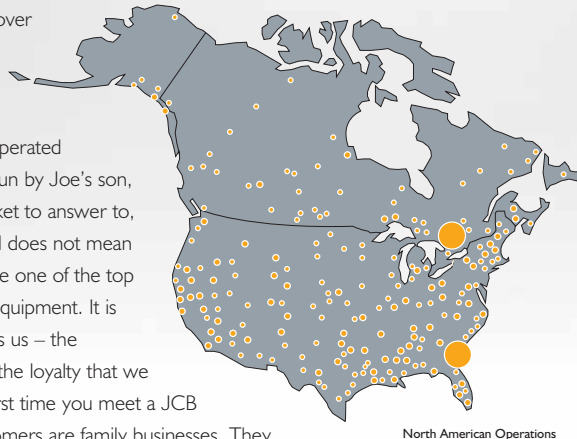 over
perated
un by Joe's son,
ket to answer to,
l does not mean
e one of the top
quipment. It is
s us – the
the loyalty that we
rst time you meet a JCB
omers are family businesses. They
North American Operations